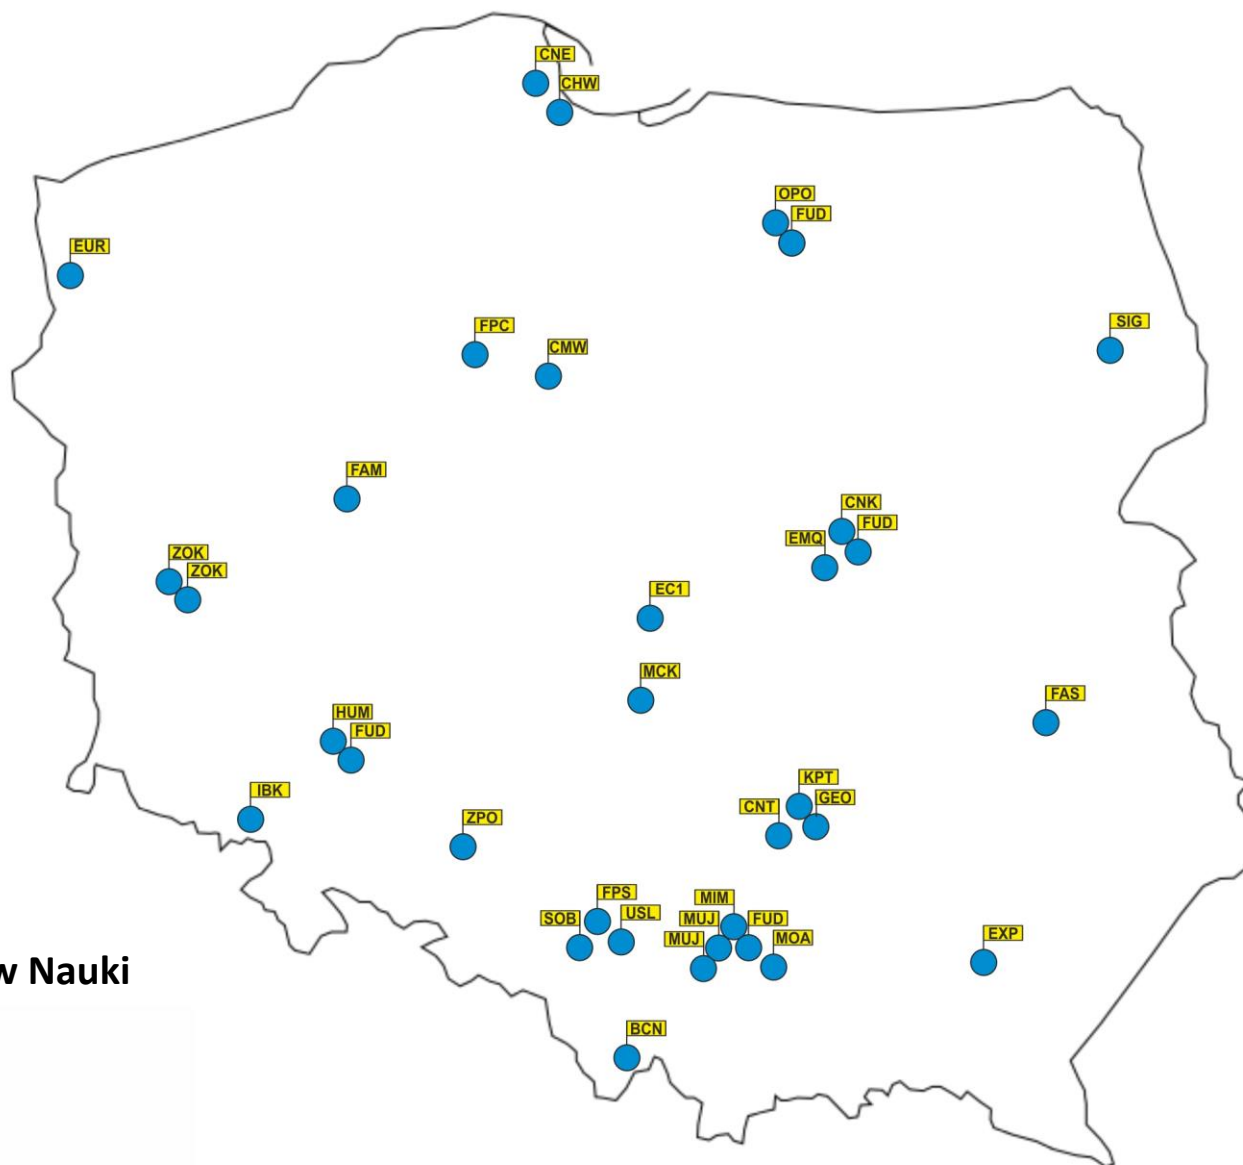 CNE
CHW
OPO
FUD
EUR
SIG
FPC
CMW
FAM
CNK
FUD
EMQ
ZOK
ZOK
EC1
MCK
FAS
HUM
FUD
IBK
KPT
GEO
CNT
ZPO
FPS
SOB
USL
MIM
MUJ
FUD
MUJ
MOA
EXP
w Nauki
BCN